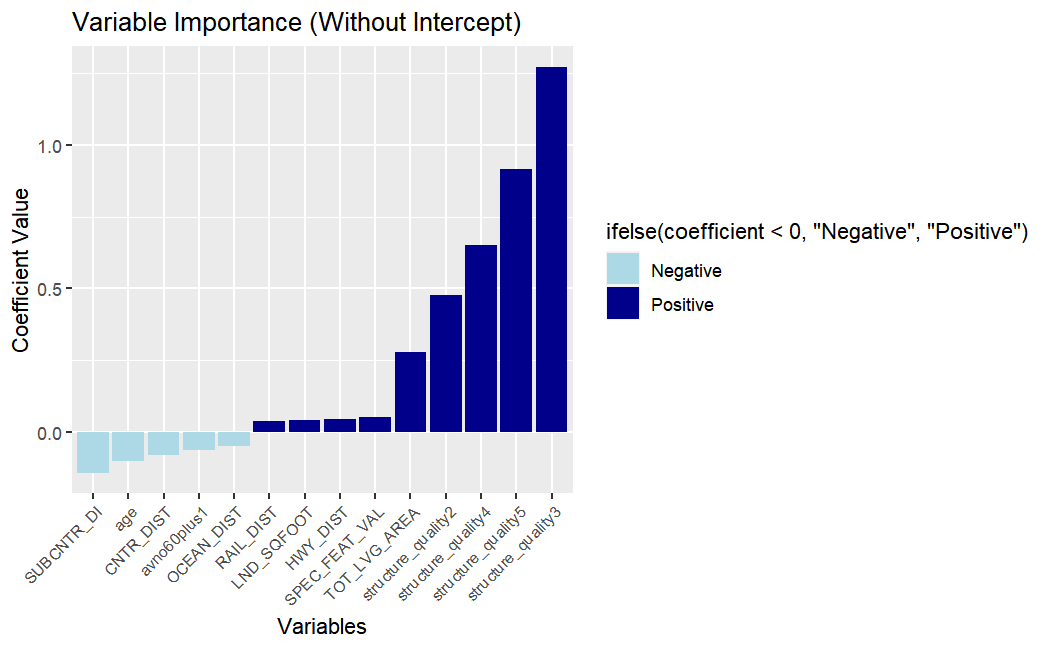 Variable Importance (Without Intercept)
Coefficient Value
1.0
0.5
0.0
SUBCNTR_DI
age
CNTR_DIST
avno60plus1
OCEAN_DIST
RAIL_DIST
LND_SQFOOT
HWY_DIST
SPEC_FEAT_VAL
TOT_LVG_AREA
structure_quality2
structure_quality4
structure_quality5
structure_quality3
Variables
ifelse(coefficient < 0, "Negative", "Positive")
Negative
Positive